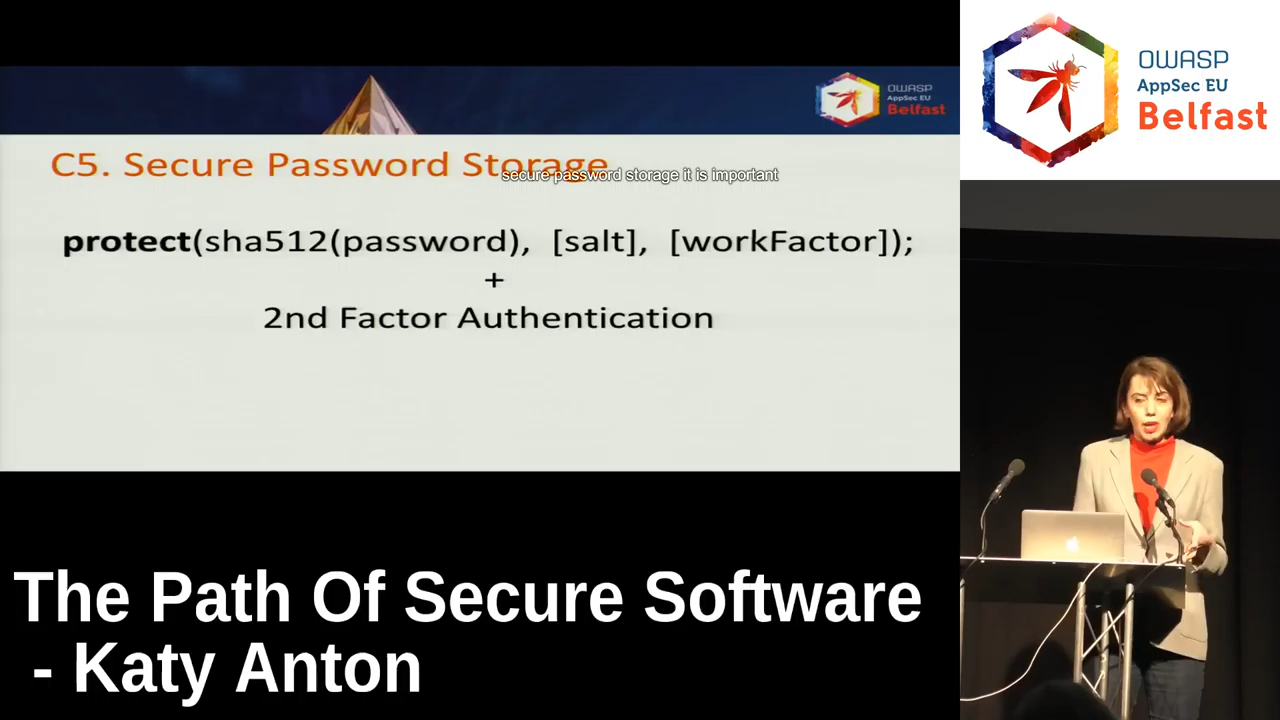 OWASP
AppSec EU
Belfast
C5. Secure Password Storage
secure password storage it is important
protect(sha512(password), [salt], [workFactor]);
+
2nd Factor Authentication
OWASP
AppSec EU
Belfast
The Path Of Secure Software
- Katy Anton